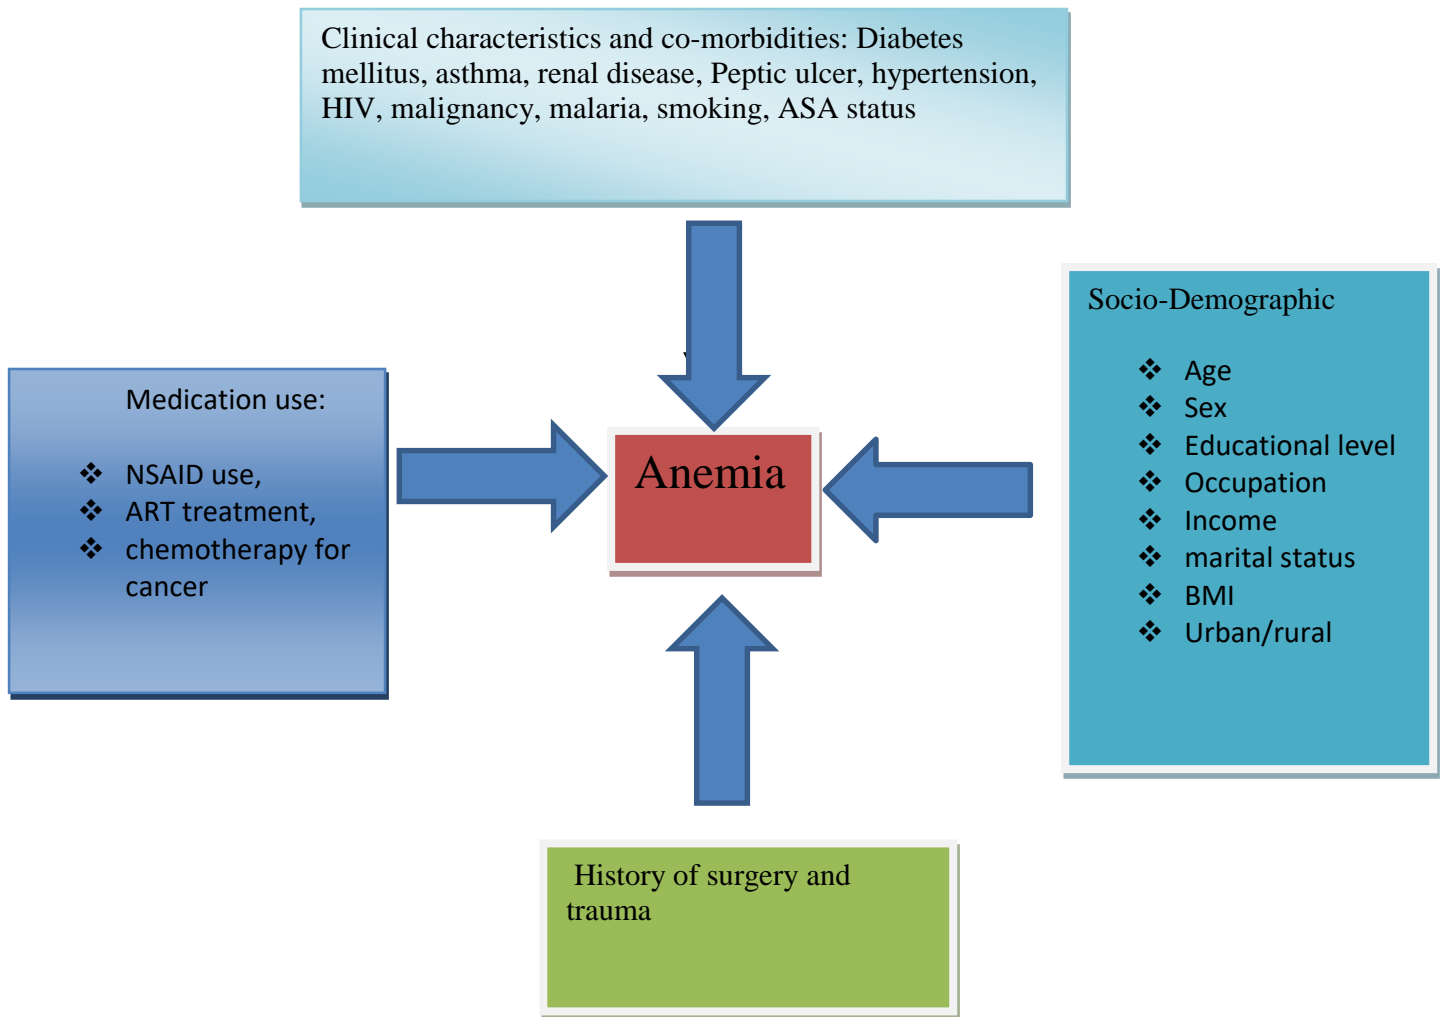 Clinical characteristics and co-morbidities: Diabetes
mellitus, asthma, renal disease, Peptic ulcer, hypertension,
HIV, malignancy, malaria, smoking, ASA status
Socio-Demographic
❖ Age
❖ Sex
❖ Educational level
❖ Occupation
❖ Income
❖ marital status
❖ BMI
❖ Urban/rural
Medication use:
❖ NSAID use,
❖ ART treatment,
❖ chemotherapy for
cancer
Anemia
History of surgery and
trauma